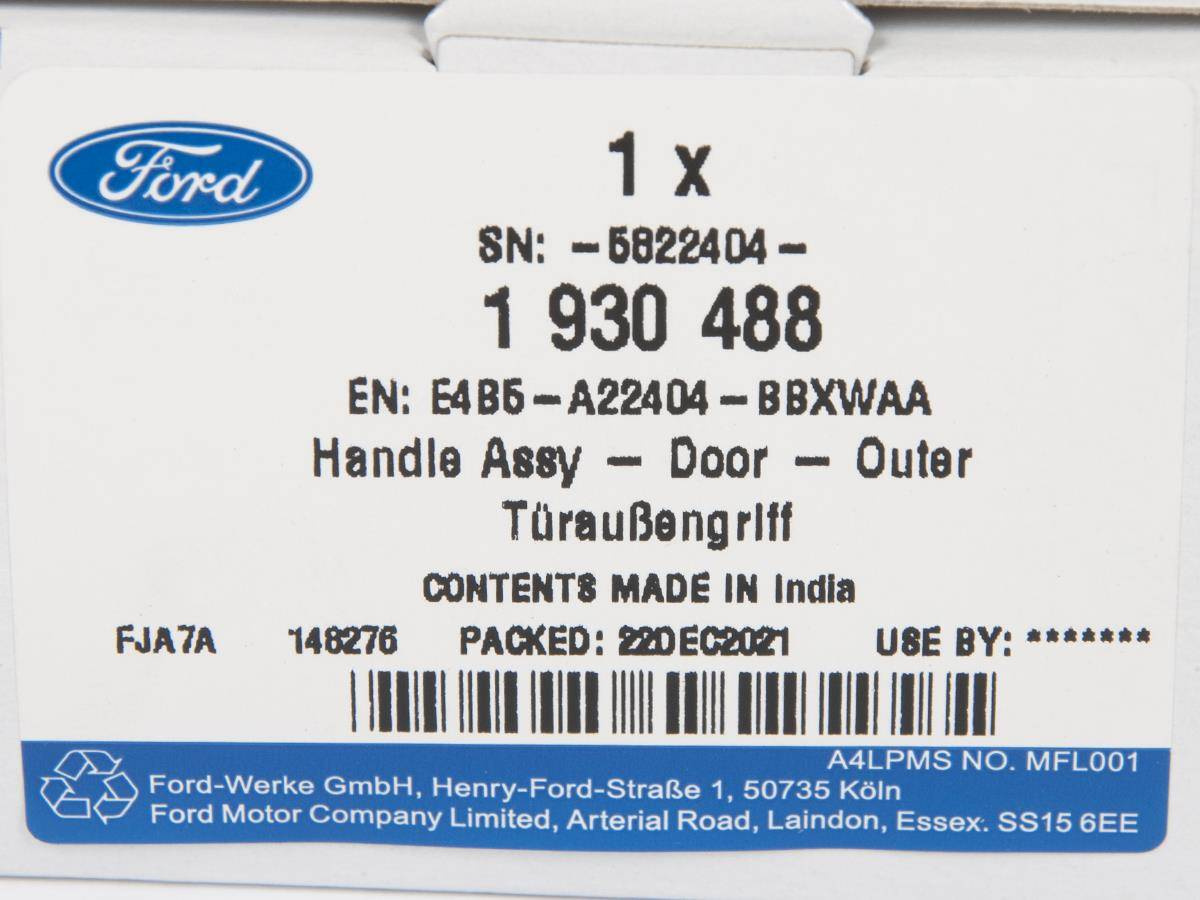 Ford
1 x
SN: -5822404-
1 930 488
EN: E4B5-A22404-BBXWAA
Handle Assy - Door - Outer
Türaußengriff
CONTENTS MADE IN India
FJA7A 148276 PACKED: 22DEC2021 USE BY: *******
A4LPMS NO. MFL001
Ford-Werke GmbH, Henry-Ford-Straße 1, 50735 Köln
Ford Motor Company Limited, Arterial Road, Laindon, Essex. SS15 6EE